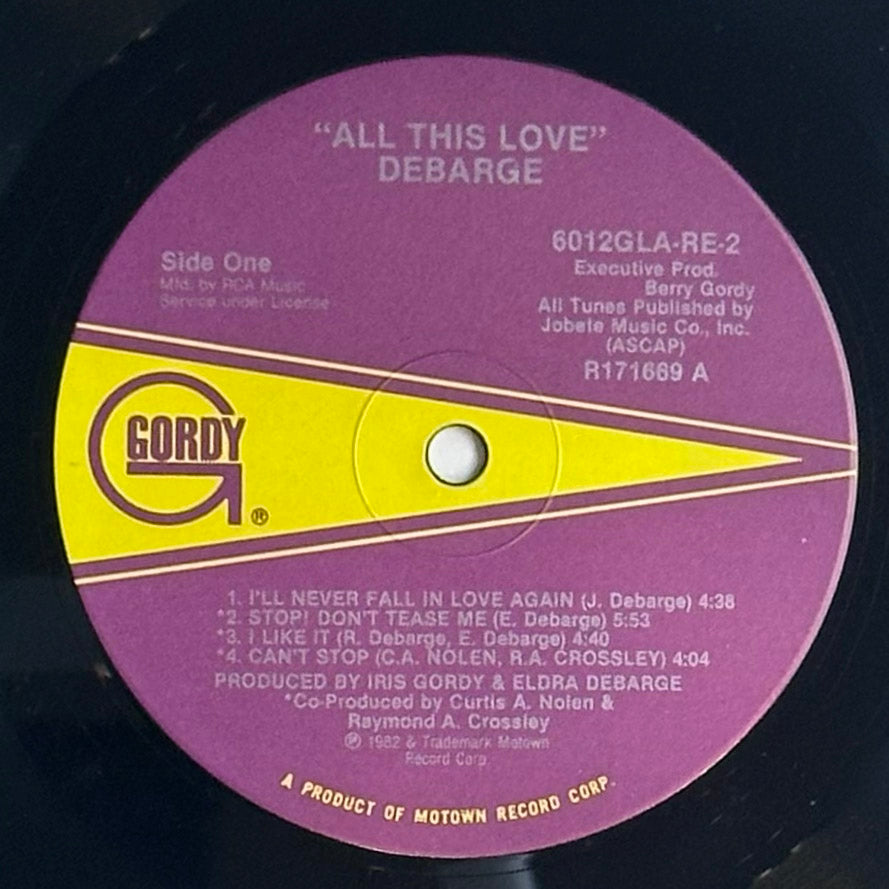 “ALL THIS LOVE”
DEBARGE
Side One
Mfd. by RCA Music
Service under License
6012GLA-RE-2
Executive Prod.
Berry Gordy
All Tunes Published by
Jobete Music Co., Inc.
(ASCAP)
R171669 A
GORDY
®
1. I'LL NEVER FALL IN LOVE AGAIN (J. Debarge) 4:38
*2. STOP! DON'T TEASE ME (E. Debarge) 5:53
*3. I LIKE IT (R. Debarge, E. Debarge) 4:40
*4. CAN'T STOP (C.A. NOLEN, R.A. CROSSLEY) 4:04
PRODUCED BY IRIS GORDY & ELDRA DEBARGE
*Co-Produced by Curtis A. Nolen &
Raymond A. Crossley
℗ 1982 & Trademark Motown
Record Corp.
A PRODUCT OF MOTOWN RECORD CORP.